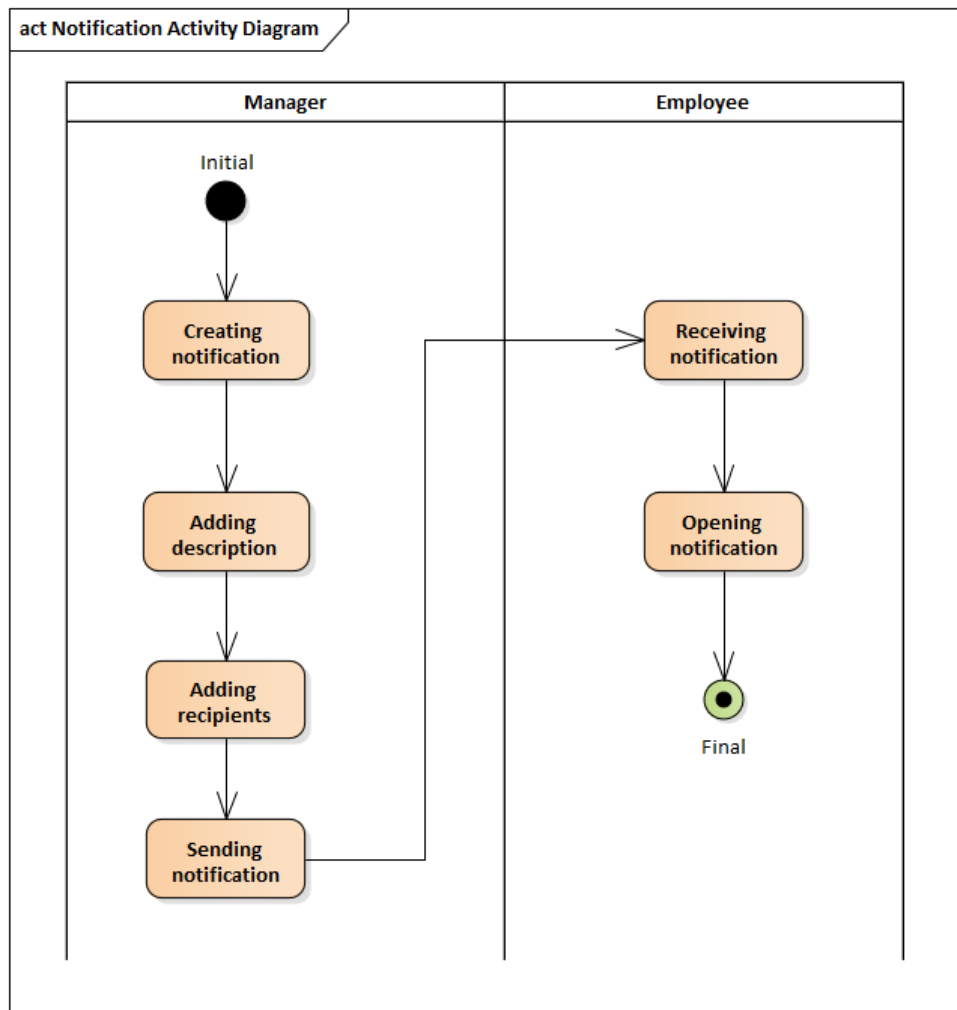 act Notification Activity Diagram
Manager
Employee
Initial
Creating
notification
Adding
description
Adding
recipients
Sending
notification
Receiving
notification
Opening
notification
Final